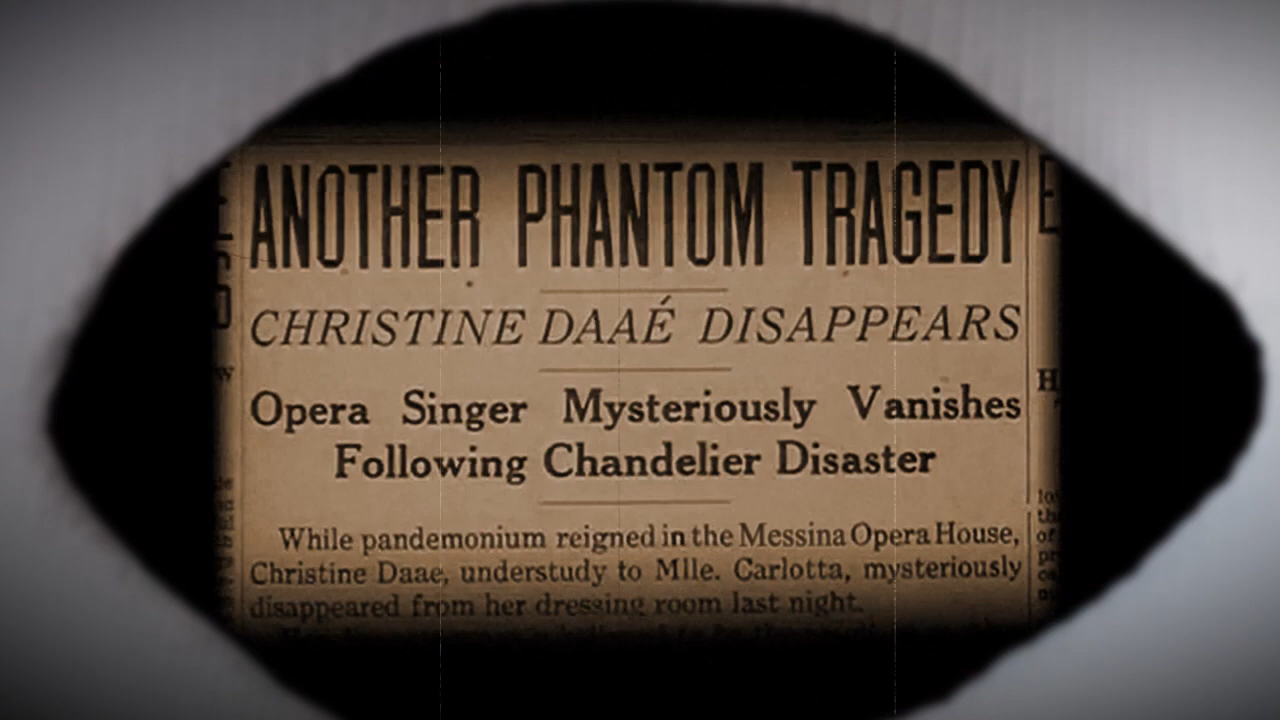 ANOTHER PHANTOM TRAGEDY
CHRISTINE DAAÉ DISAPPEARS
Opera Singer Mysteriously Vanishes
Following Chandelier Disaster
While pandemonium reigned in the Messina Opera House,
Christine Daae, understudy to Mlle. Carlotta, mysteriously
disappeared from her dressing room last night.